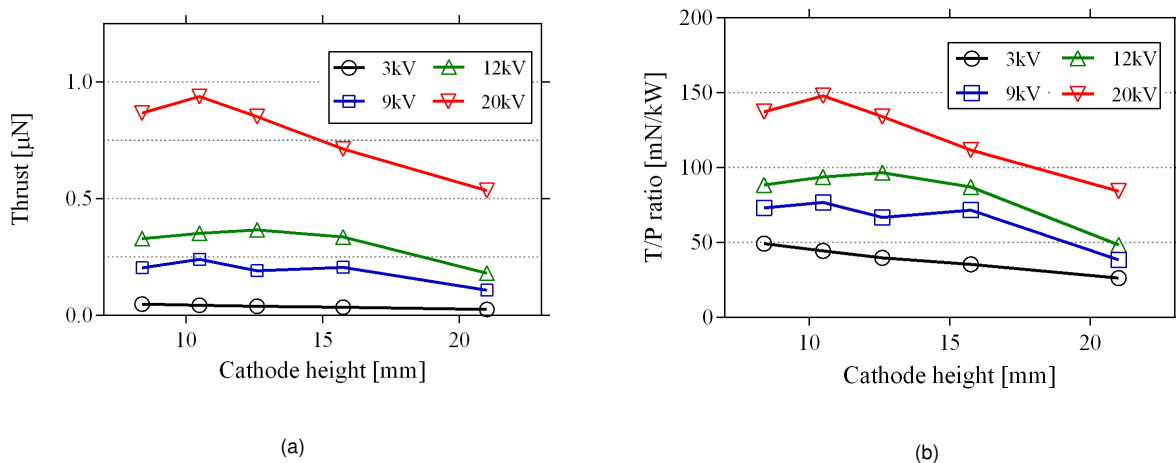 Thrust [μN]
1.0
0.5
0.0
3kV
12kV
9kV
20kV
10
15
20
Cathode height [mm]
(a)
T/P ratio [mN/kW]
200
150
100
50
0
3kV
12kV
9kV
20kV
10
15
20
Cathode height [mm]
(b)